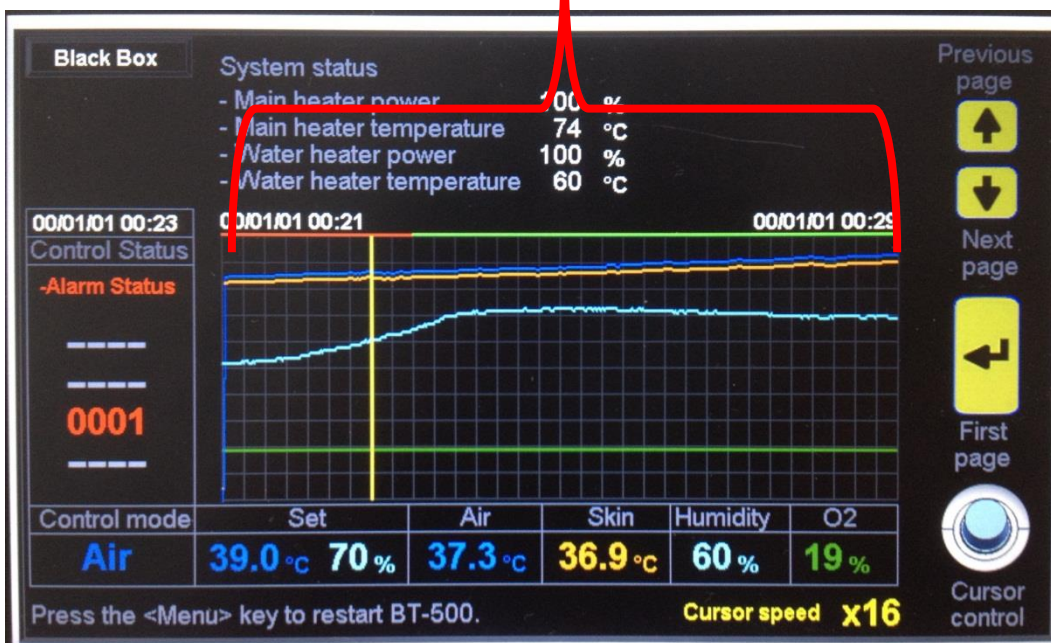 Black Box
System status
- Main heater power 100 %
- Main heater temperature 74 °C
- Water heater power 100 %
- Water heater temperature 60 °C
Previous
page
Next
page
First
page
Cursor
control
00/01/01 00:23
Control Status
-Alarm Status
----
----
0001
----
00/01/01 00:21 00/01/01 00:29
Control mode Set Air Skin Humidity O2
Air 39.0 °C 70 % 37.3 °C 36.9 °C 60 % 19 %
Press the <Menu> key to restart BT-500. Cursor speed x16